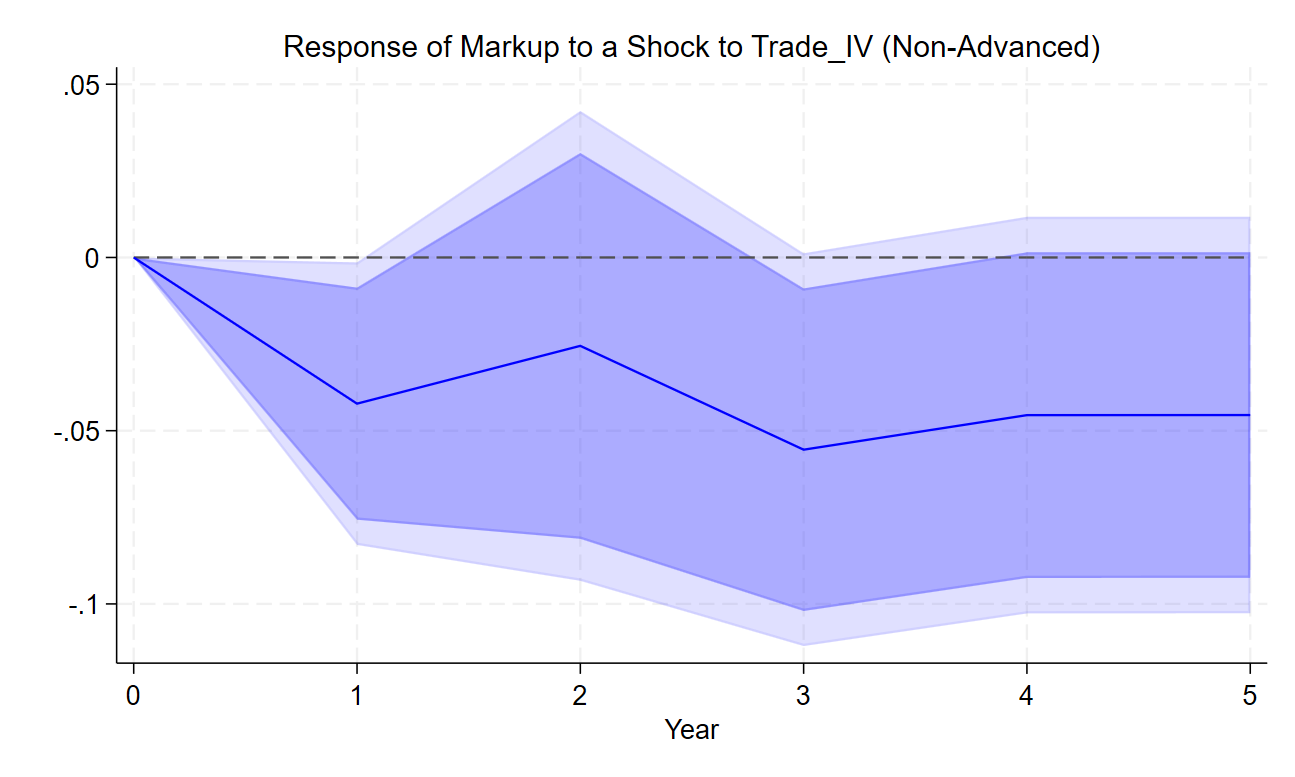 Response of Markup to a Shock to Trade_IV (Non-Advanced)
.05
0
-.05
-.1
0 1 2 3 4 5
Year